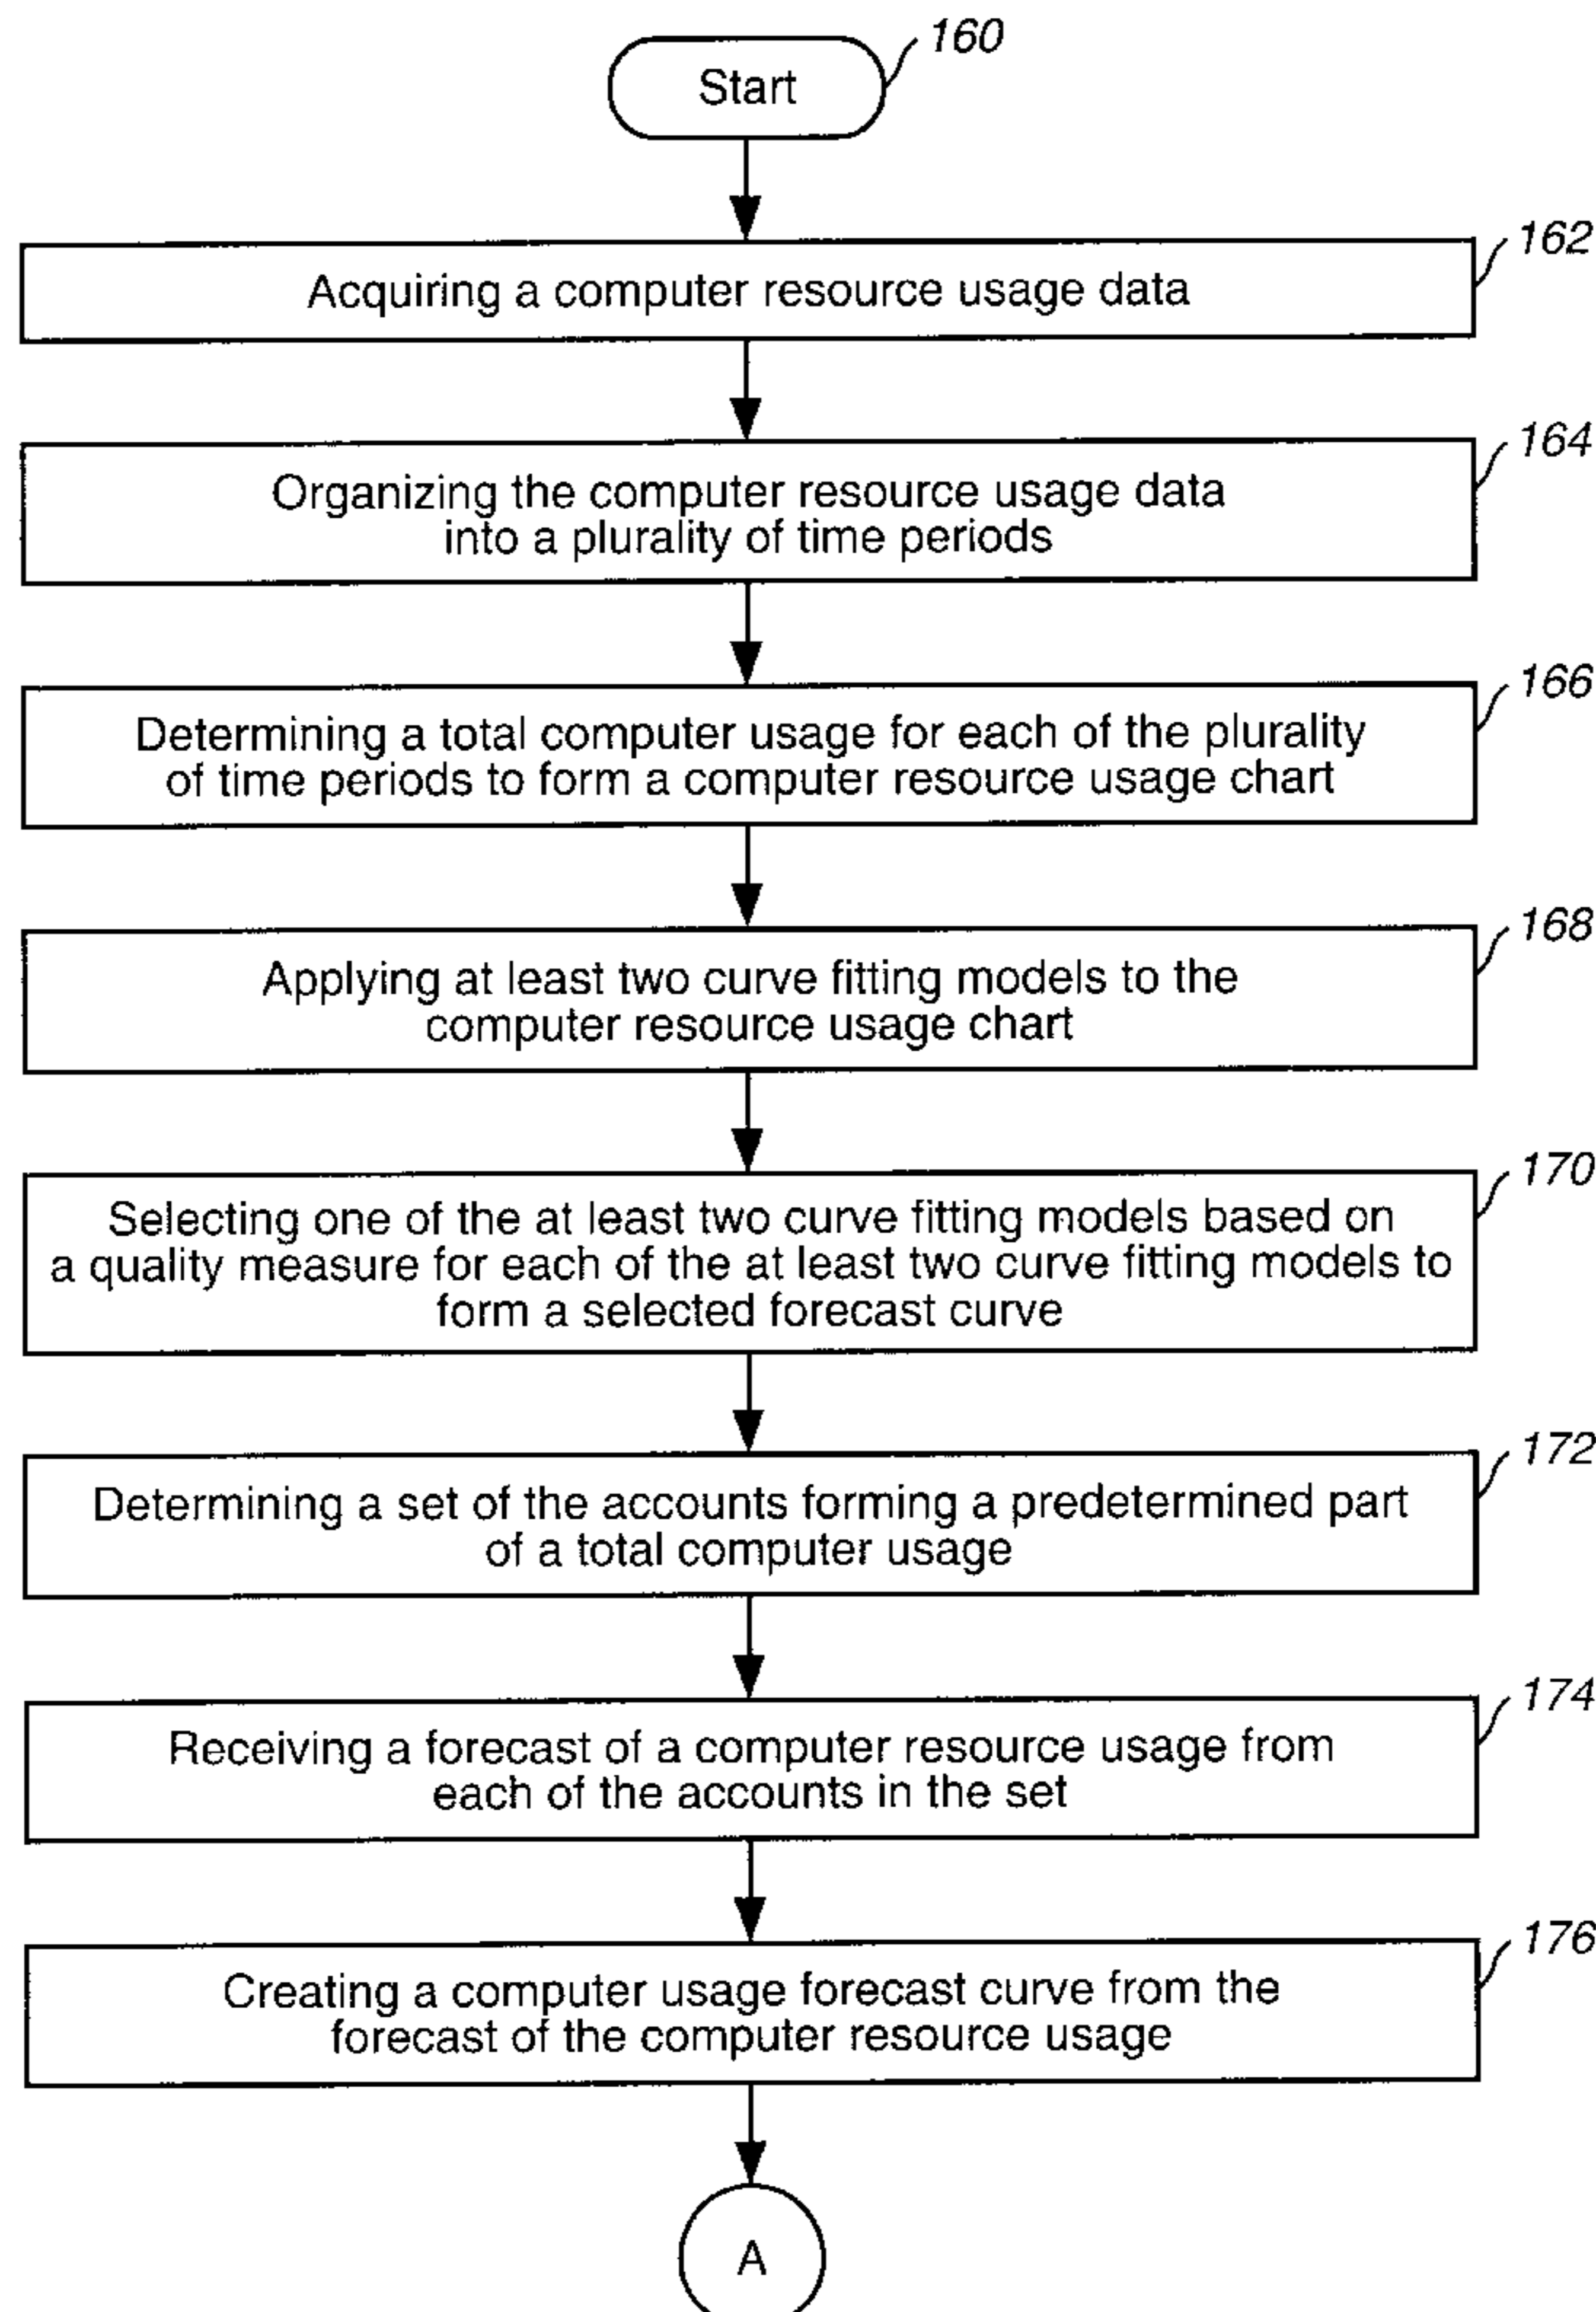 160
Start
162
Acquiring a computer resource usage data
164
Organizing the computer resource usage data
into a plurality of time periods
166
Determining a total computer usage for each of the plurality
of time periods to form a computer resource usage chart
168
Applying at least two curve fitting models to the
computer resource usage chart
170
Selecting one of the at least two curve fitting models based on
a quality measure for each of the at least two curve fitting models to
form a selected forecast curve
172
Determining a set of the accounts forming a predetermined part
of a total computer usage
174
Receiving a forecast of a computer resource usage from
each of the accounts in the set
176
Creating a computer usage forecast curve from the
forecast of the computer resource usage
A